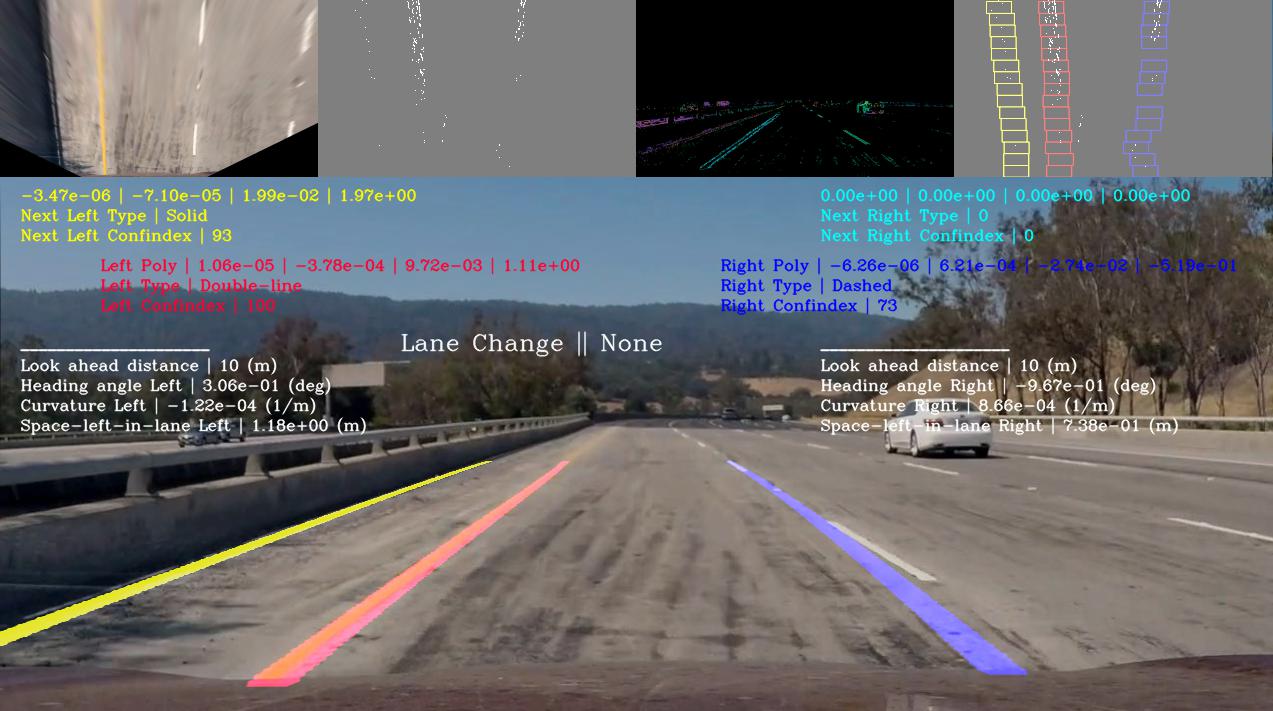 −3.47e−06 | −7.10e−05 | 1.99e−02 | 1.97e+00
Next Left Type | Solid
Next Left Confindex | 93
0.00e+00 | 0.00e+00 | 0.00e+00 | 0.00e+00
Next Right Type | 0
Next Right Confindex | 0
Left Poly | 1.06e−05 | −3.78e−04 | 9.72e−03 | 1.11e+00
Left Type | Double−line
Left Confindex | 100
Right Poly | −6.26e−06 | 6.21e−04 | −2.74e−02 | −5.19e−01
Right Type | Dashed
Right Confindex | 73
Lane Change || None
Look ahead distance | 10 (m)
Heading angle Left | 3.06e−01 (deg)
Curvature Left | −1.22e−04 (1/m)
Space−left−in−lane Left | 1.18e+00 (m)
Look ahead distance | 10 (m)
Heading angle Right | −9.67e−01 (deg)
Curvature Right | 8.66e−04 (1/m)
Space−left−in−lane Right | 7.38e−01 (m)